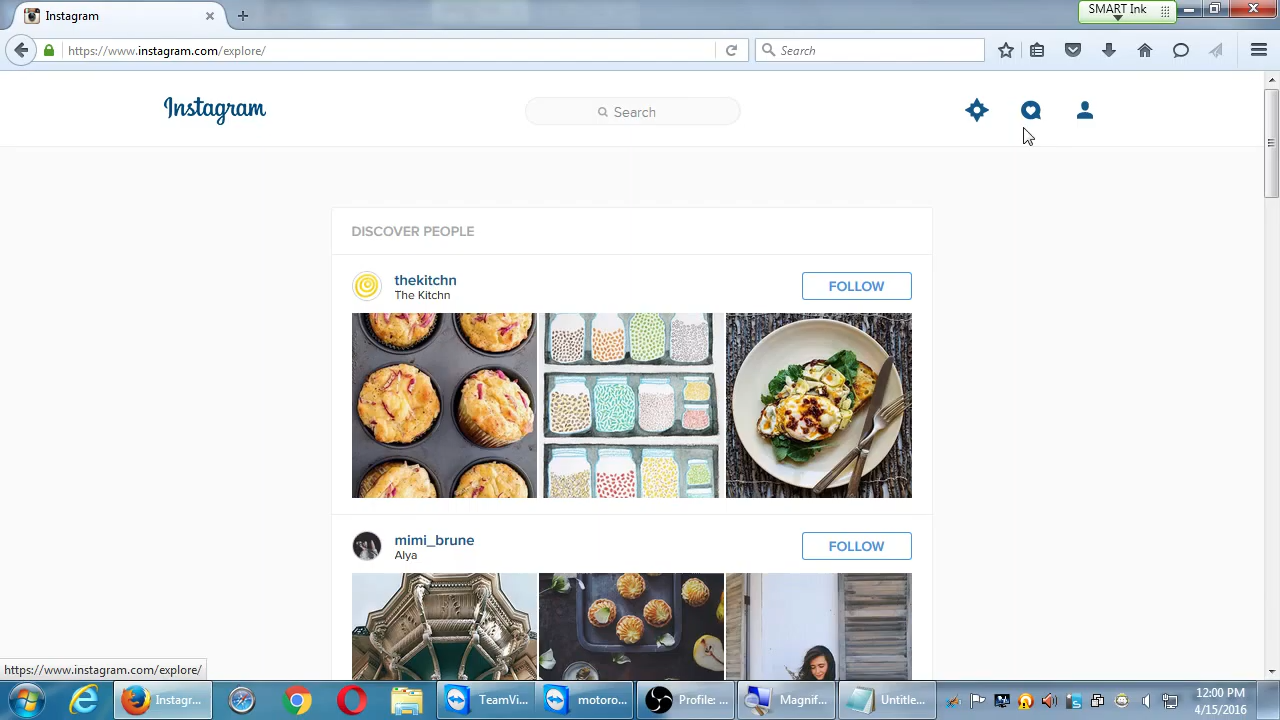 Instagram
SMART Ink
https://www.instagram.com/explore/
Search
Instagram
Search
DISCOVER PEOPLE
thekitchn
The Kitchn
FOLLOW
mimi_brune
Alya
FOLLOW
https://www.instagram.com/explore/
Instagr...
TeamVi...
motoro...
Profile: ...
Magnif...
Untitle...
12:00 PM
4/15/2016